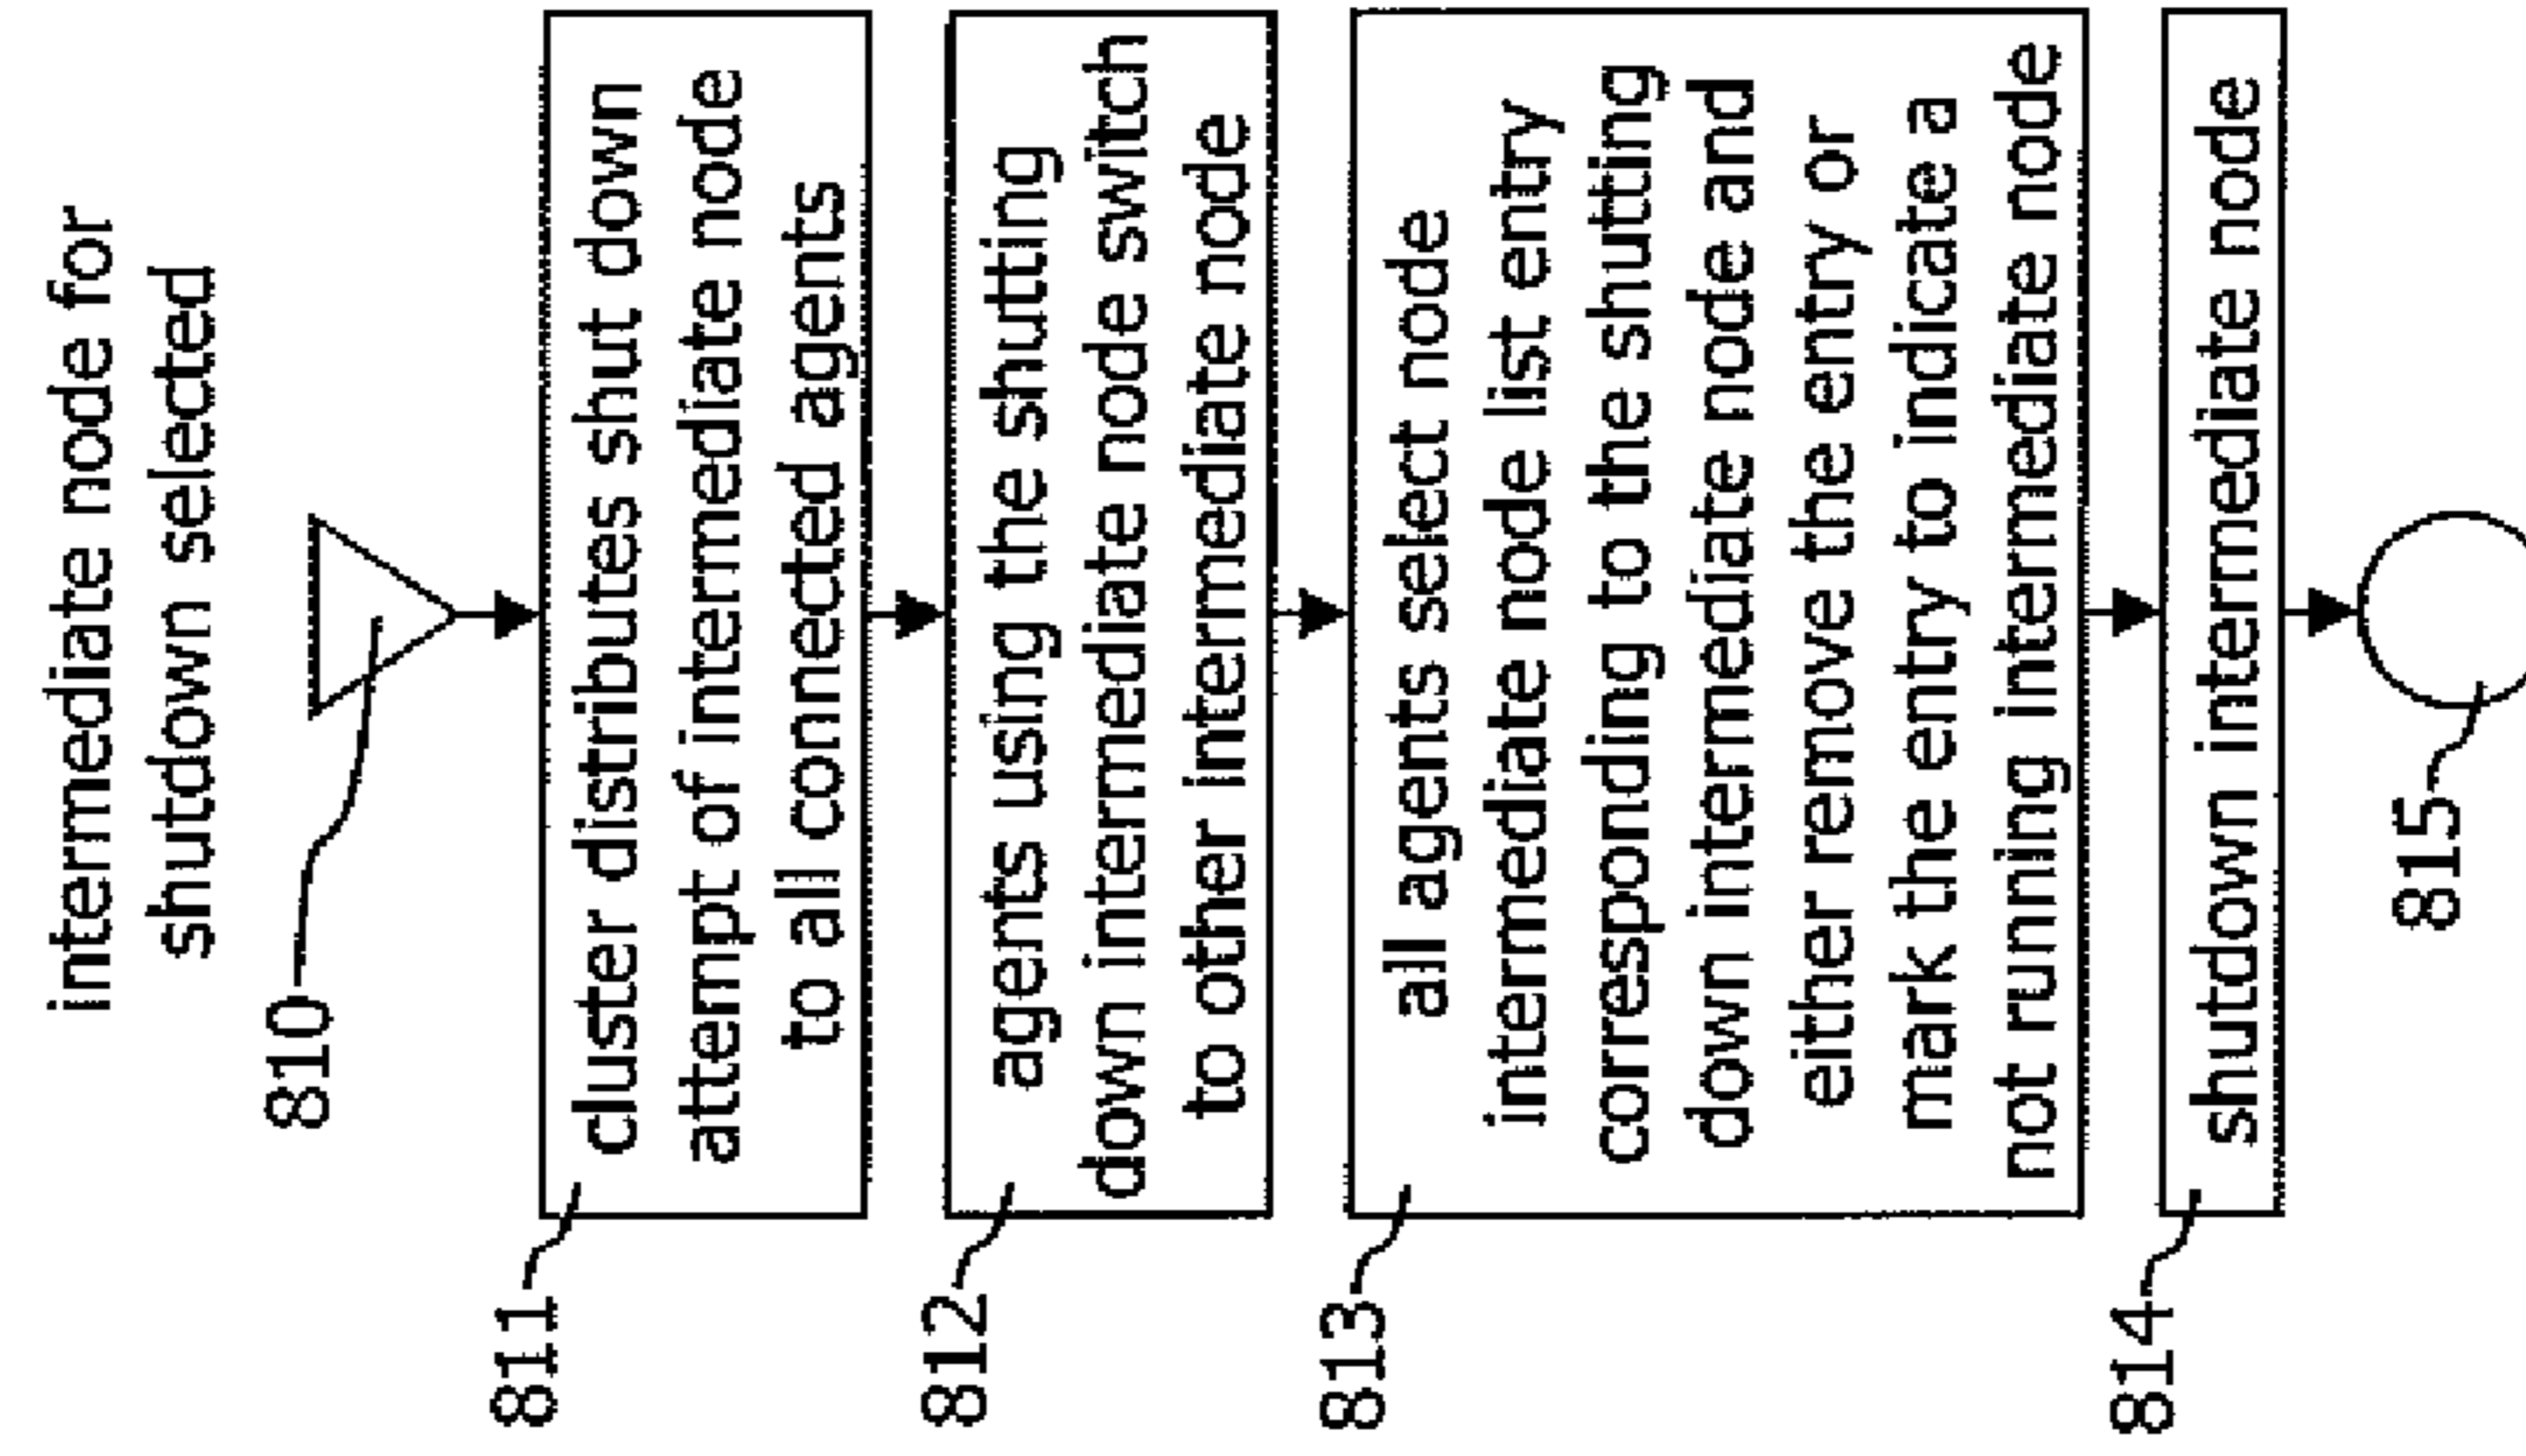 intermediate node for
shutdown selected
810
811
cluster distributes shut down
attempt of intermediate node
to all connected agents
812
agents using the shutting
down intermediate node switch
to other intermediate node
813
all agents select node
intermediate node list entry
corresponding to the shutting
down intermediate node and
either remove the entry or
mark the entry to indicate a
not running intermediate node
814
shutdown intermediate node
815